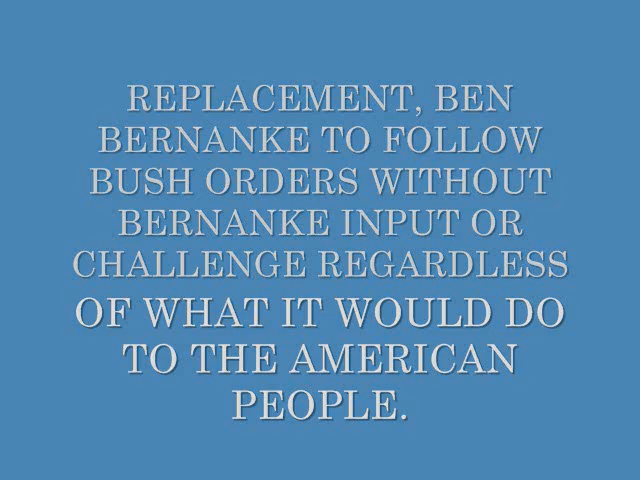 REPLACEMENT, BEN
BERNANKE TO FOLLOW
BUSH ORDERS WITHOUT
BERNANKE INPUT OR
CHALLENGE REGARDLESS
OF WHAT IT WOULD DO
TO THE AMERICAN
PEOPLE.